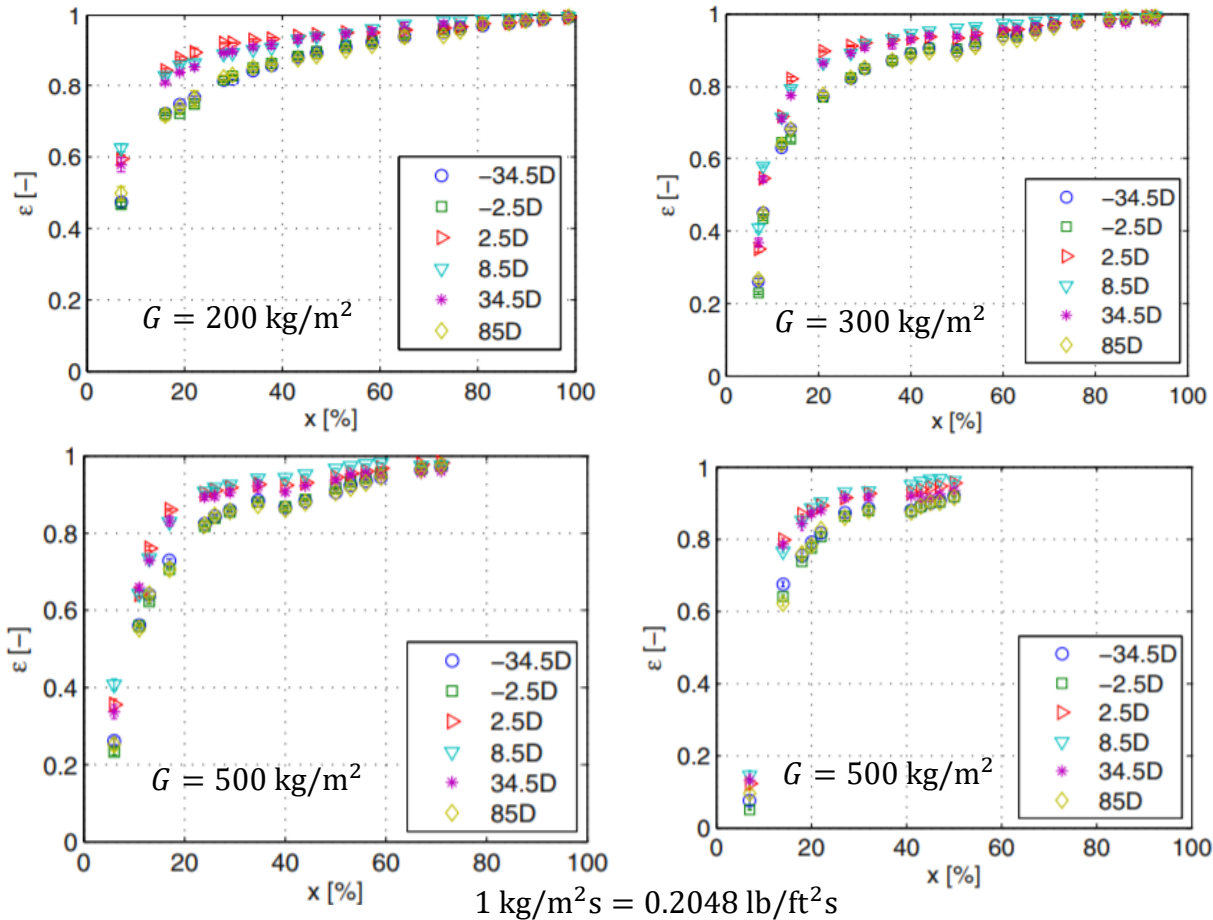 1
0.8
0.6
0.4
0.2
0
ε [-]
0 20 40 60 80 100
x [%]
G = 200 kg/m²
−34.5D
−2.5D
2.5D
8.5D
34.5D
85D
1
0.8
0.6
0.4
0.2
0
ε [-]
0 20 40 60 80 100
x [%]
G = 300 kg/m²
−34.5D
−2.5D
2.5D
8.5D
34.5D
85D
1
0.8
0.6
0.4
0.2
0
ε [-]
0 20 40 60 80 100
x [%]
G = 500 kg/m²
−34.5D
−2.5D
2.5D
8.5D
34.5D
85D
1
0.8
0.6
0.4
0.2
0
ε [-]
0 20 40 60 80 100
x [%]
G = 500 kg/m²
−34.5D
−2.5D
2.5D
8.5D
34.5D
85D
1 kg/m²s = 0.2048 lb/ft²s